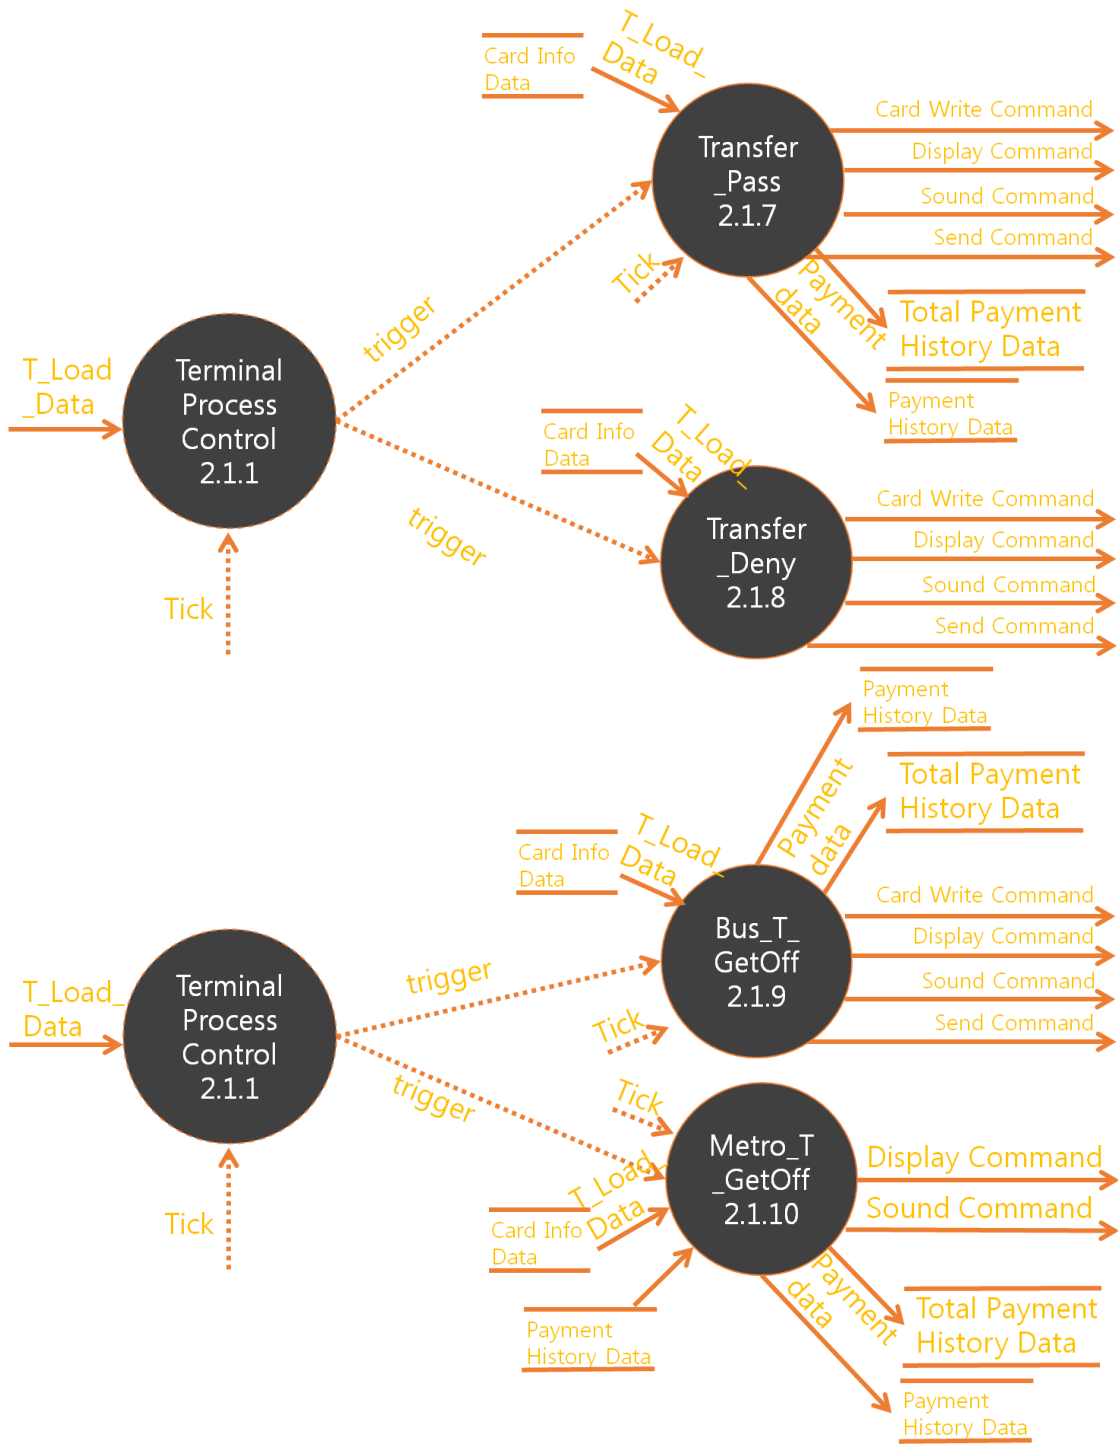 Card Info
Data
T_Load_
Data
Transfer
_Pass
2.1.7
Card Write Command
Display Command
Sound Command
Send Command
Tick
Payment
data
Total Payment
History Data
Payment
History Data
trigger
T_Load
_Data
Terminal
Process
Control
2.1.1
Tick
trigger
Card Info
Data
T_Load_
Data
Transfer
_Deny
2.1.8
Card Write Command
Display Command
Sound Command
Send Command
Payment
History Data
Payment
data
Total Payment
History Data
Card Info
Data
T_Load_
Data
Bus_T_
GetOff
2.1.9
Card Write Command
Display Command
Sound Command
Send Command
Tick
trigger
T_Load_
Data
Terminal
Process
Control
2.1.1
Tick
trigger
Tick
T_Load_
Data
Card Info
Data
Metro_T
_GetOff
2.1.10
Display Command
Sound Command
Payment
History Data
Payment
data
Total Payment
History Data
Payment
History Data